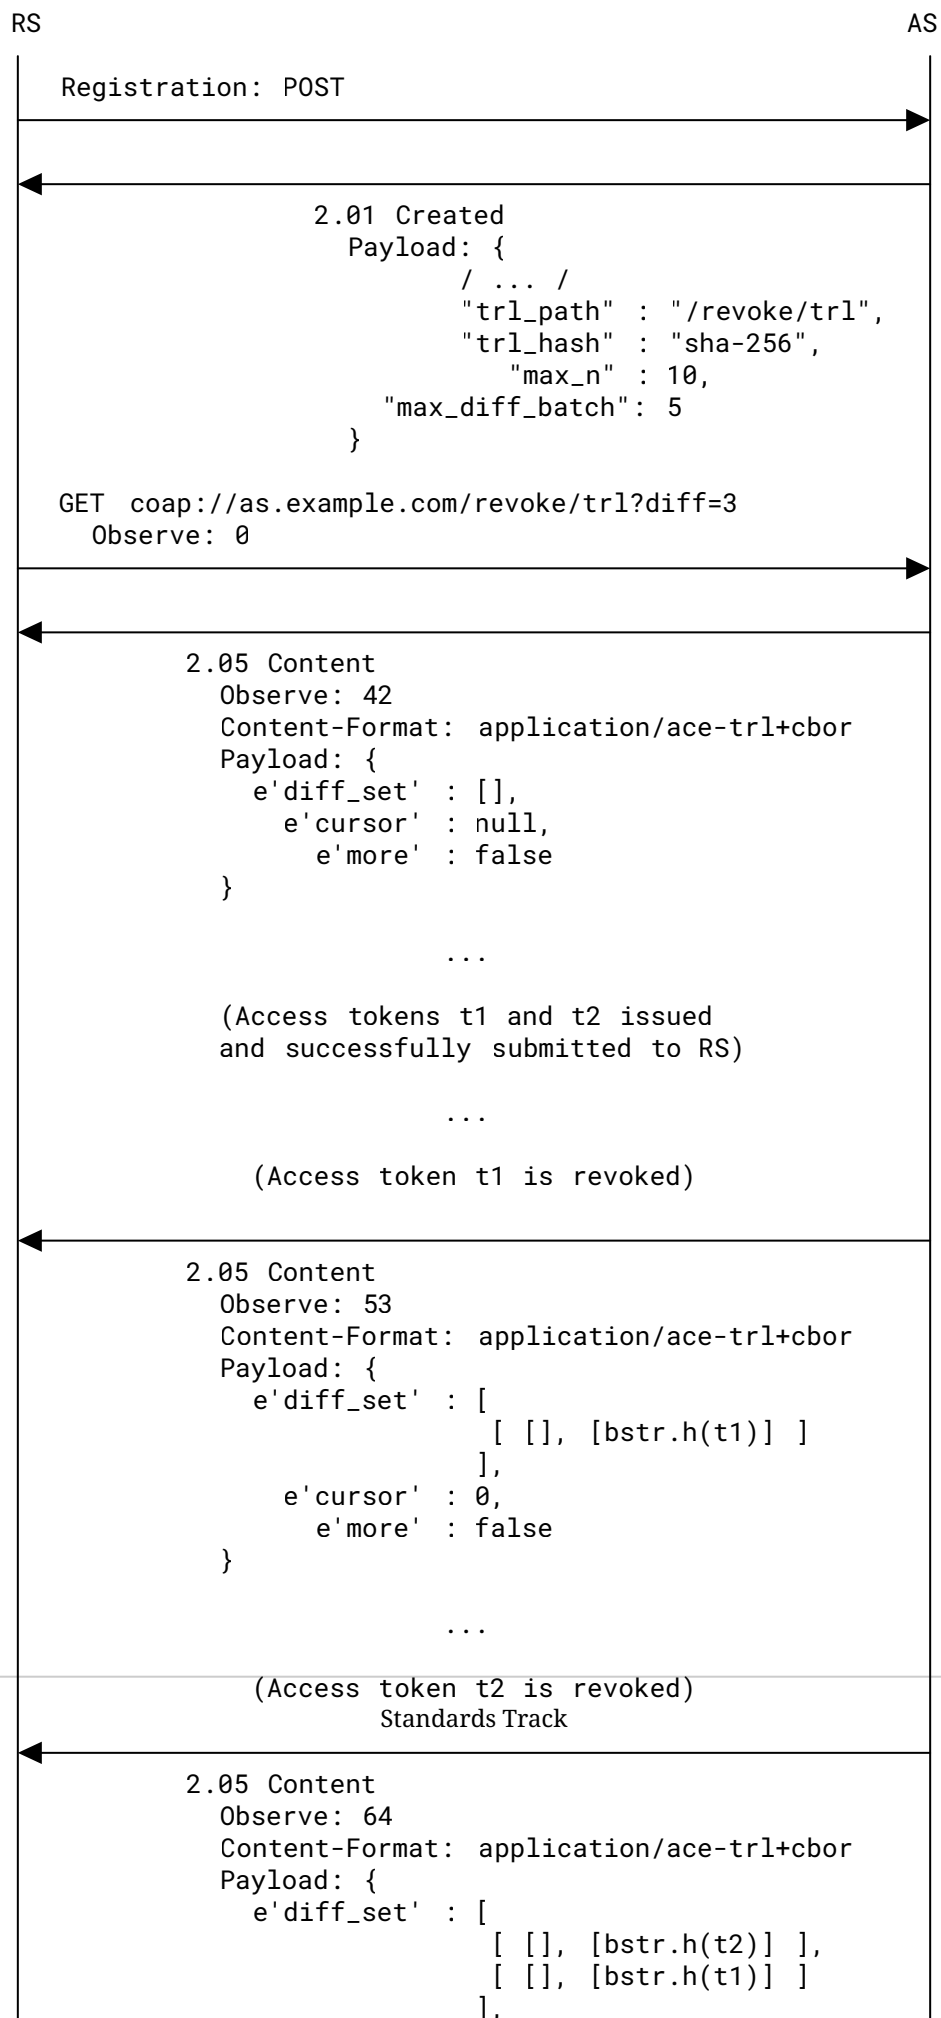 RS AS
Registration: POST
2.01 Created
Payload: {
/ ... /
"trl_path" : "/revoke/trl",
"trl_hash" : "sha-256",
"max_n" : 10,
"max_diff_batch": 5
}
GET coap://as.example.com/revoke/trl?diff=3
Observe: 0
2.05 Content
Observe: 42
Content-Format: application/ace-trl+cbor
Payload: {
e'diff_set' : [],
e'cursor' : null,
e'more' : false
}
...
(Access tokens t1 and t2 issued
and successfully submitted to RS)
...
(Access token t1 is revoked)
2.05 Content
Observe: 53
Content-Format: application/ace-trl+cbor
Payload: {
e'diff_set' : [
[ [], [bstr.h(t1)] ]
],
e'cursor' : 0,
e'more' : false
}
...
(Access token t2 is revoked)
Standards Track
2.05 Content
Observe: 64
Content-Format: application/ace-trl+cbor
Payload: {
e'diff_set' : [
[ [], [bstr.h(t2)] ],
[ [], [bstr.h(t1)] ]
],